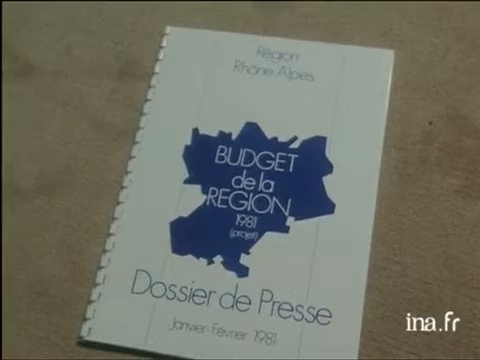 Région
Rhône-Alpes
BUDGET
de la
REGION
1981
(projet)
Dossier de Presse
Janvier-Février 1981
ina.fr